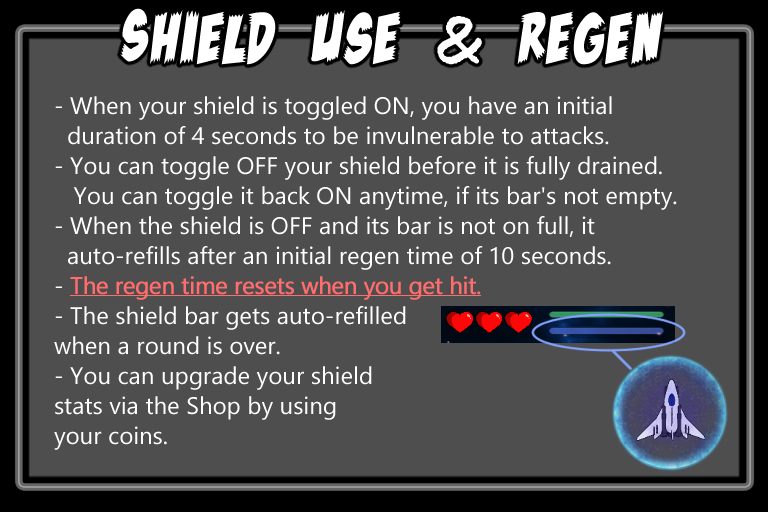 SHIELD USE & REGEN
- When your shield is toggled ON, you have an initial
duration of 4 seconds to be invulnerable to attacks.
- You can toggle OFF your shield before it is fully drained.
You can toggle it back ON anytime, if its bar's not empty.
- When the shield is OFF and its bar is not on full, it
auto-refills after an initial regen time of 10 seconds.
- The regen time resets when you get hit.
- The shield bar gets auto-refilled
when a round is over.
- You can upgrade your shield
stats via the Shop by using
your coins.